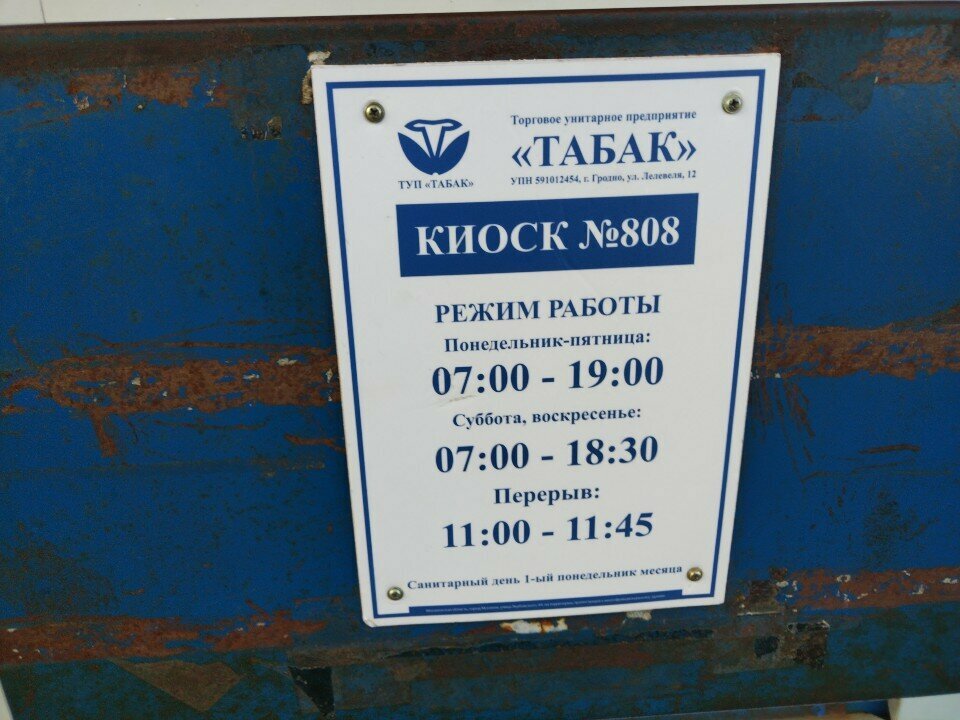 ТУП «ТАБАК»
Торговое унитарное предприятие
«ТАБАК»
УПН 591012454, г. Гродно, ул. Лелевеля, 12
КИОСК №808
РЕЖИМ РАБОТЫ
Понедельник-пятница:
07:00 - 19:00
Суббота, воскресенье:
07:00 - 18:30
Перерыв:
11:00 - 11:45
Санитарный день 1-ый понедельник месяца